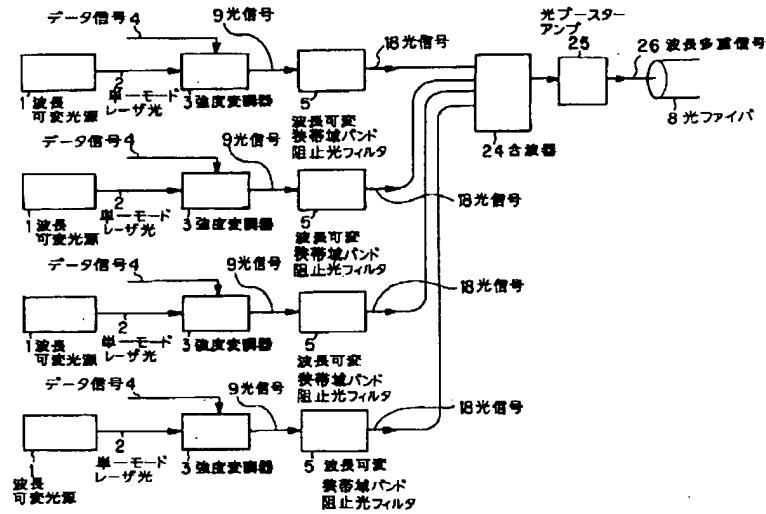 データ信号4
9光信号
18光信号
光ブースター
アンプ
25
26 波長多重信号
1波長
可変光源
2
単一モード
レーザ光
3強度変調器
5
波長可変
狭帯域バンド
阻止光フィルタ
24合波器
8光ファイバ
データ信号4
9光信号
18光信号
1波長
可変光源
2
単一モード
レーザ光
3強度変調器
5
波長可変
狭帯域バンド
阻止光フィルタ
データ信号4
9光信号
18光信号
1波長
可変光源
2
単一モード
レーザ光
3強度変調器
5
波長可変
狭帯域バンド
阻止光フィルタ
データ信号4
9光信号
18光信号
1
波長
可変光源
2
単一モード
レーザ光
3強度変調器
5 波長可変
狭帯域バンド
阻止光フィルタ